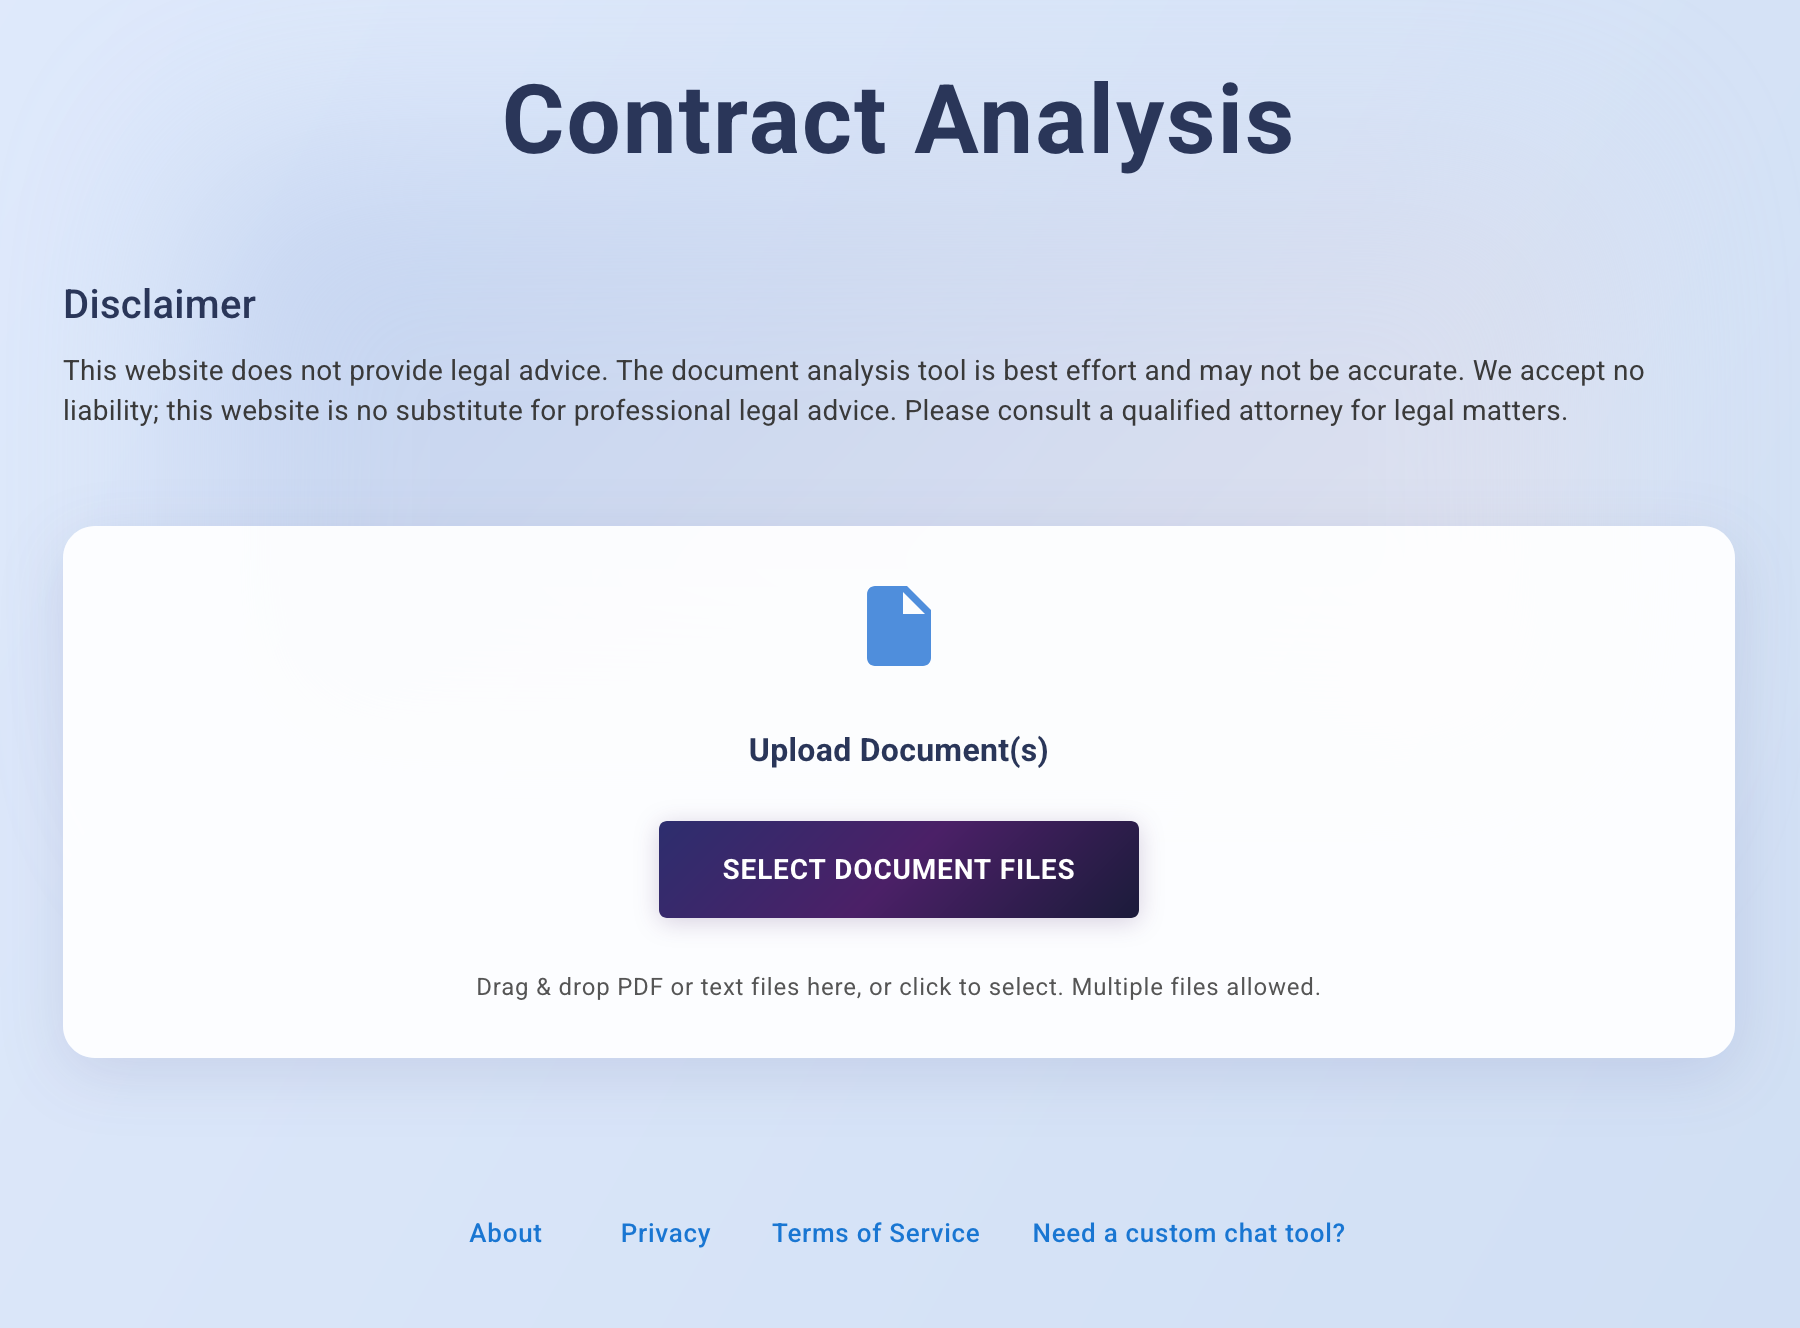 Contract Analysis
Disclaimer
This website does not provide legal advice. The document analysis tool is best effort and may not be accurate. We accept no
liability; this website is no substitute for professional legal advice. Please consult a qualified attorney for legal matters.
Upload Document(s)
SELECT DOCUMENT FILES
Drag & drop PDF or text files here, or click to select. Multiple files allowed.
About Privacy Terms of Service Need a custom chat tool?